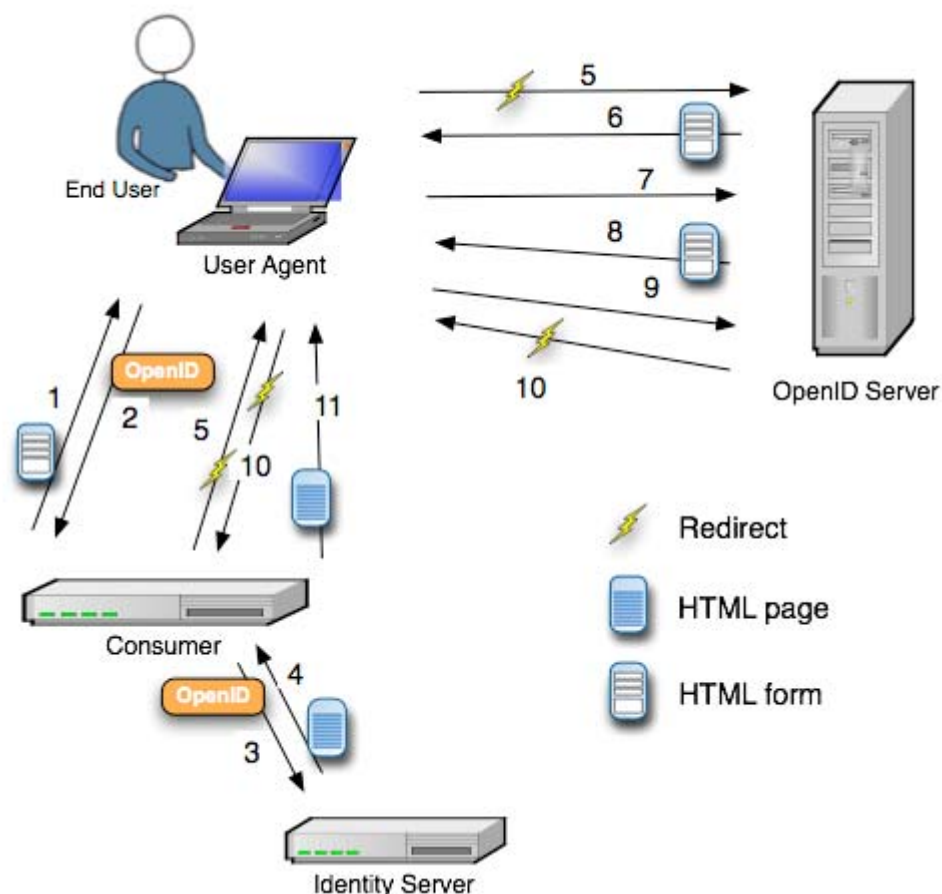 5
6
End User
7
8
User Agent
9
10
OpenID Server
OpenID
1
2
5
10
11
Redirect
HTML page
Consumer
OpenID
4
3
HTML form
Identity Server